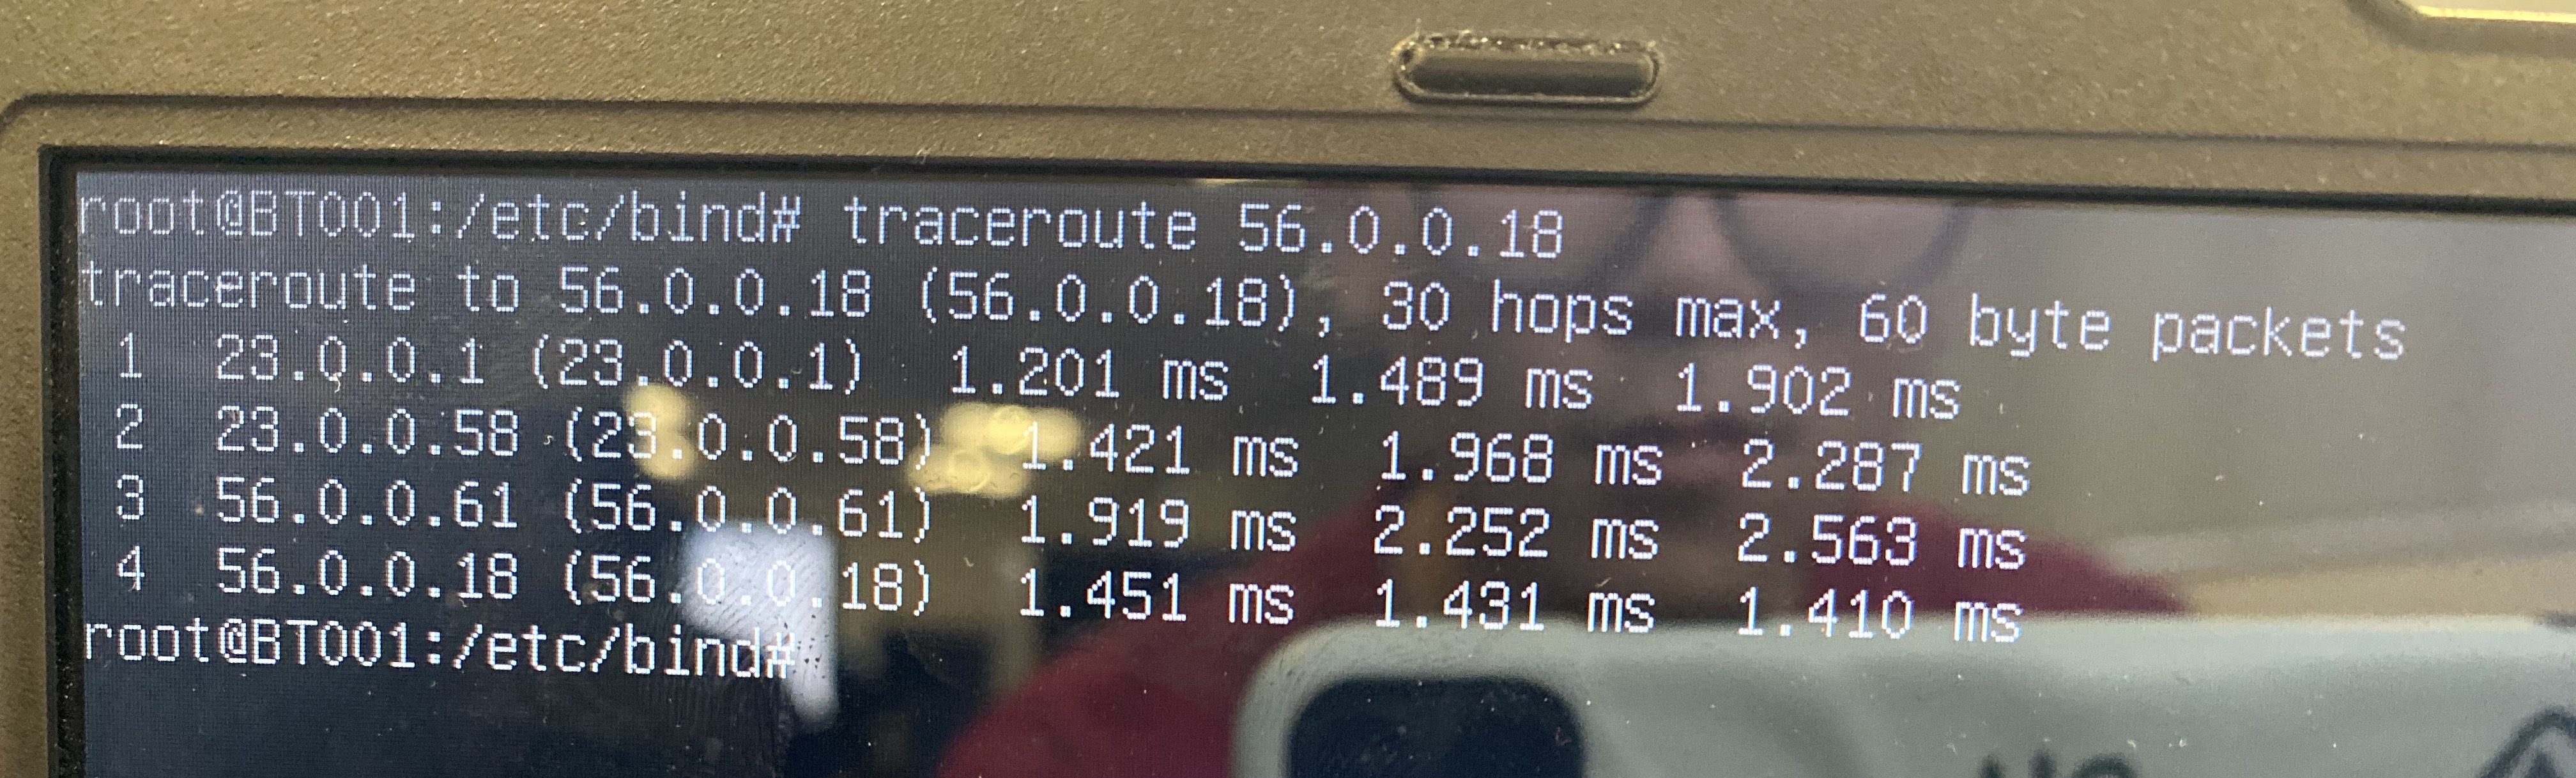 root@BT001:/etc/bind# traceroute 56.0.0.18
traceroute to 56.0.0.18 (56.0.0.18), 30 hops max, 60 byte packets
1 23.0.0.1 (23.0.0.1) 1.201 ms 1.489 ms 1.902 ms
2 23.0.0.58 (23.0.0.58) 1.421 ms 1.968 ms 2.287 ms
3 56.0.0.61 (56.0.0.61) 1.919 ms 2.252 ms 2.563 ms
4 56.0.0.18 (56.0.0.18) 1.451 ms 1.431 ms 1.410 ms
root@BT001:/etc/bind#